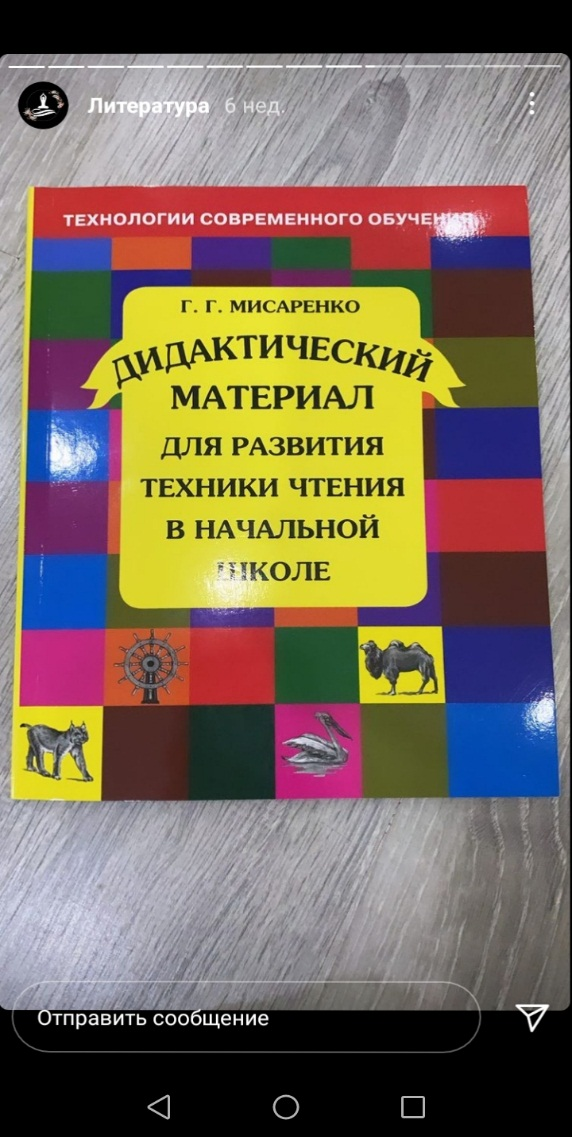 Литература 6 нед.
ТЕХНОЛОГИИ СОВРЕМЕННОГО ОБУЧЕНИЯ
Г. Г. МИСАРЕНКО
ДИДАКТИЧЕСКИЙ
МАТЕРИАЛ
ДЛЯ РАЗВИТИЯ
ТЕХНИКИ ЧТЕНИЯ
В НАЧАЛЬНОЙ
ШКОЛЕ
Отправить сообщение